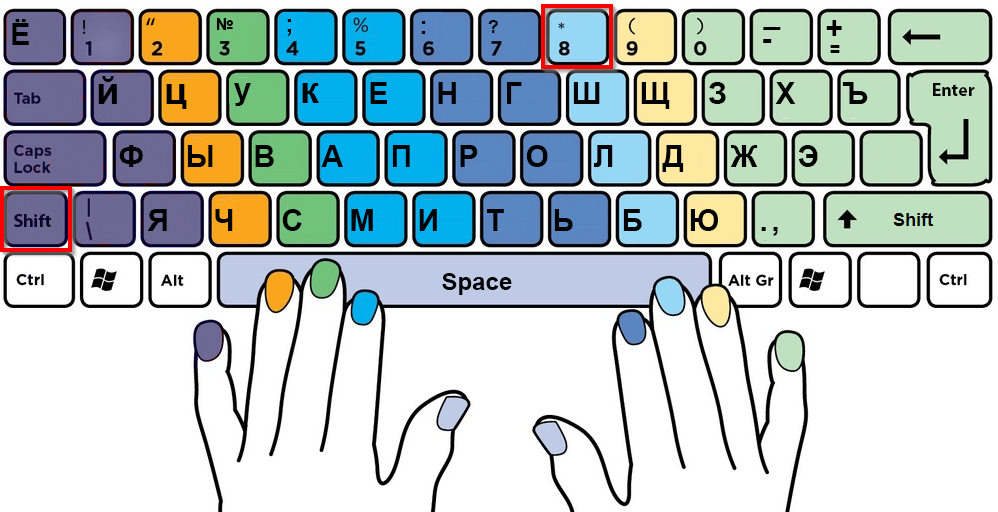 Ё ! 1 “ 2 № 3 ; 4 % 5 : 6 ? 7 * 8 ( 9 ) 0 — - + =
Tab Й Ц У К Е Н Г Ш Щ З Х Ъ Enter
Caps Lock Ф Ы В А П Р О Л Д Ж Э
Shift | \ Я Ч С М И Т Ь Б Ю . , Shift
Ctrl Alt Space Alt Gr Ctrl